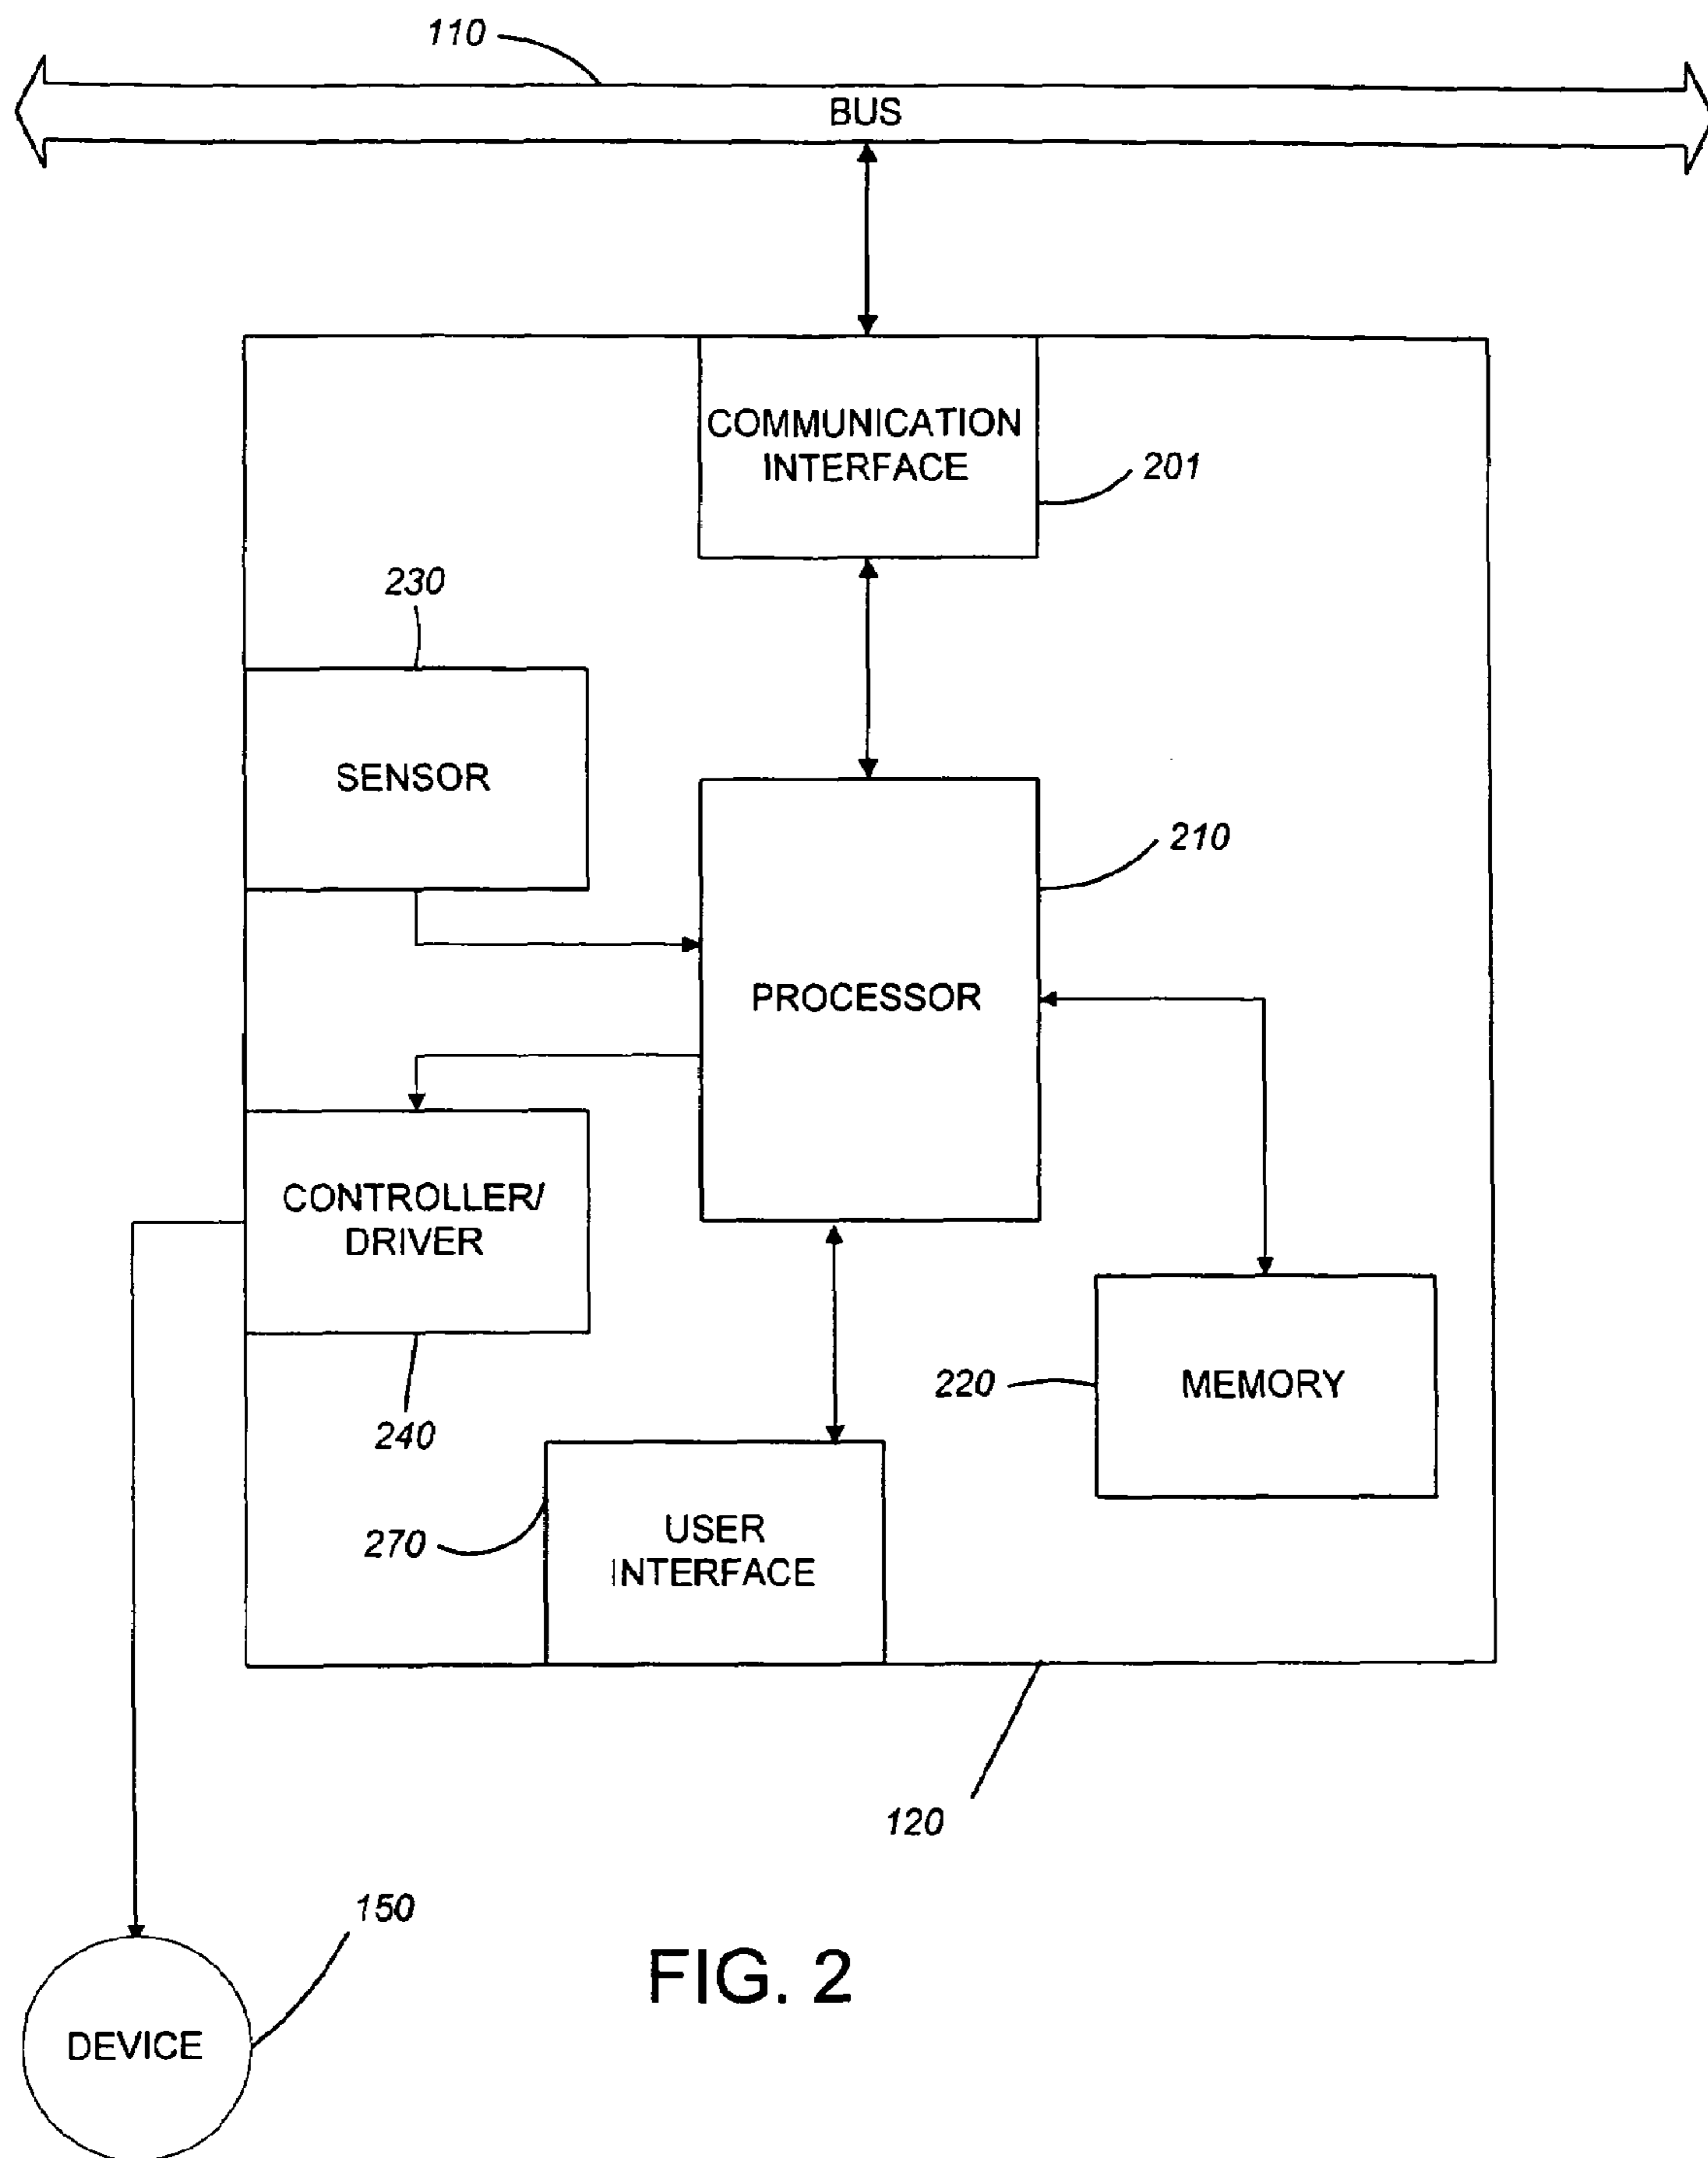 110
BUS
COMMUNICATION
INTERFACE
201
230
SENSOR
210
PROCESSOR
CONTROLLER/
DRIVER
240
220
MEMORY
270
USER
INTERFACE
120
150
DEVICE
FIG. 2